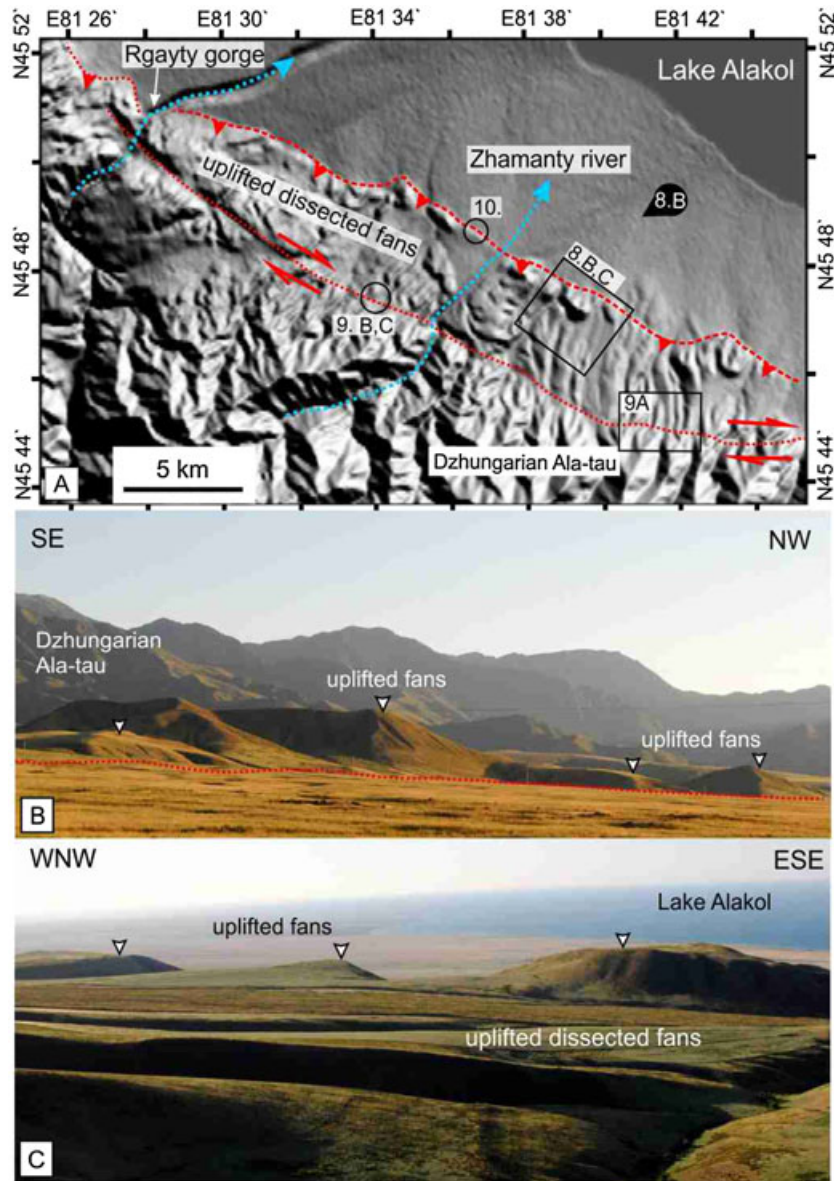 E81 26` E81 30` E81 34` E81 38` E81 42`
N45 52` N45 52`
Rgayty gorge
Lake Alakol
Zhamanty river
uplifted dissected fans
8.B
10.
N45 48` N45 48`
8.B,C
9. B,C
9A
N45 44` N45 44`
5 km
Dzhungarian Ala-tau
A
SE NW
Dzhungarian
Ala-tau
uplifted fans
uplifted fans
B
WNW ESE
Lake Alakol
uplifted fans
uplifted dissected fans
C